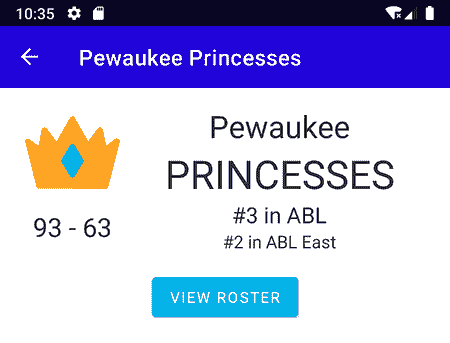 10:35
Pewaukee Princesses
Pewaukee
PRINCESSES
#3 in ABL
93 - 63
#2 in ABL East
VIEW ROSTER